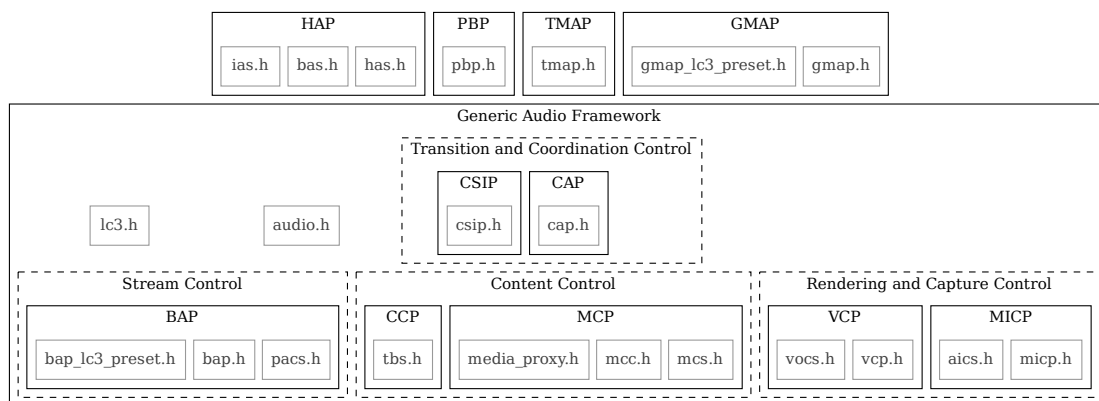 HAP
ias.h
bas.h
has.h
PBP
pbp.h
TMAP
tmap.h
GMAP
gmap_lc3_preset.h
gmap.h
Generic Audio Framework
lc3.h
audio.h
Transition and Coordination Control
CSIP
csip.h
CAP
cap.h
Stream Control
BAP
bap_lc3_preset.h
bap.h
pacs.h
Content Control
CCP
tbs.h
MCP
media_proxy.h
mcc.h
mcs.h
Rendering and Capture Control
VCP
vocs.h
vcp.h
MICP
aics.h
micp.h